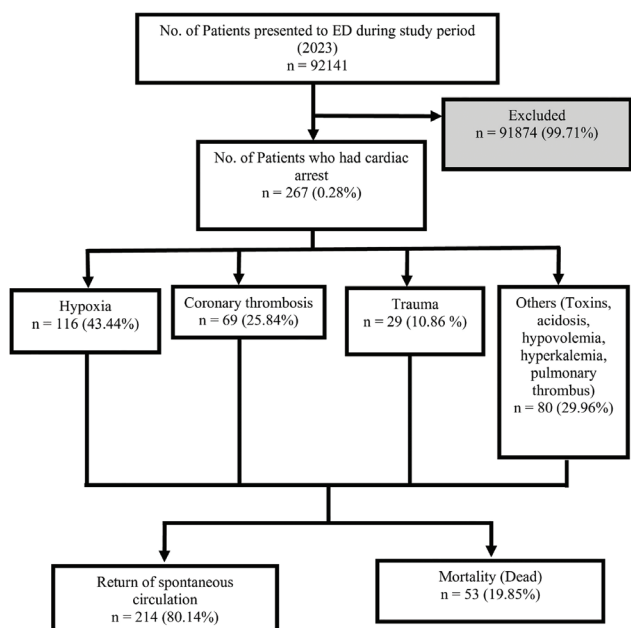 No. of Patients presented to ED during study period
(2023)
n = 92141
Excluded
n = 91874 (99.71%)
No. of Patients who had cardiac
arrest
n = 267 (0.28%)
Hypoxia
n = 116 (43.44%)
Coronary thrombosis
n = 69 (25.84%)
Trauma
n = 29 (10.86 %)
Others (Toxins,
acidosis,
hypovolemia,
hyperkalemia,
pulmonary
thrombus)
n = 80 (29.96%)
Return of spontaneous
circulation
n = 214 (80.14%)
Mortality (Dead)
n = 53 (19.85%)